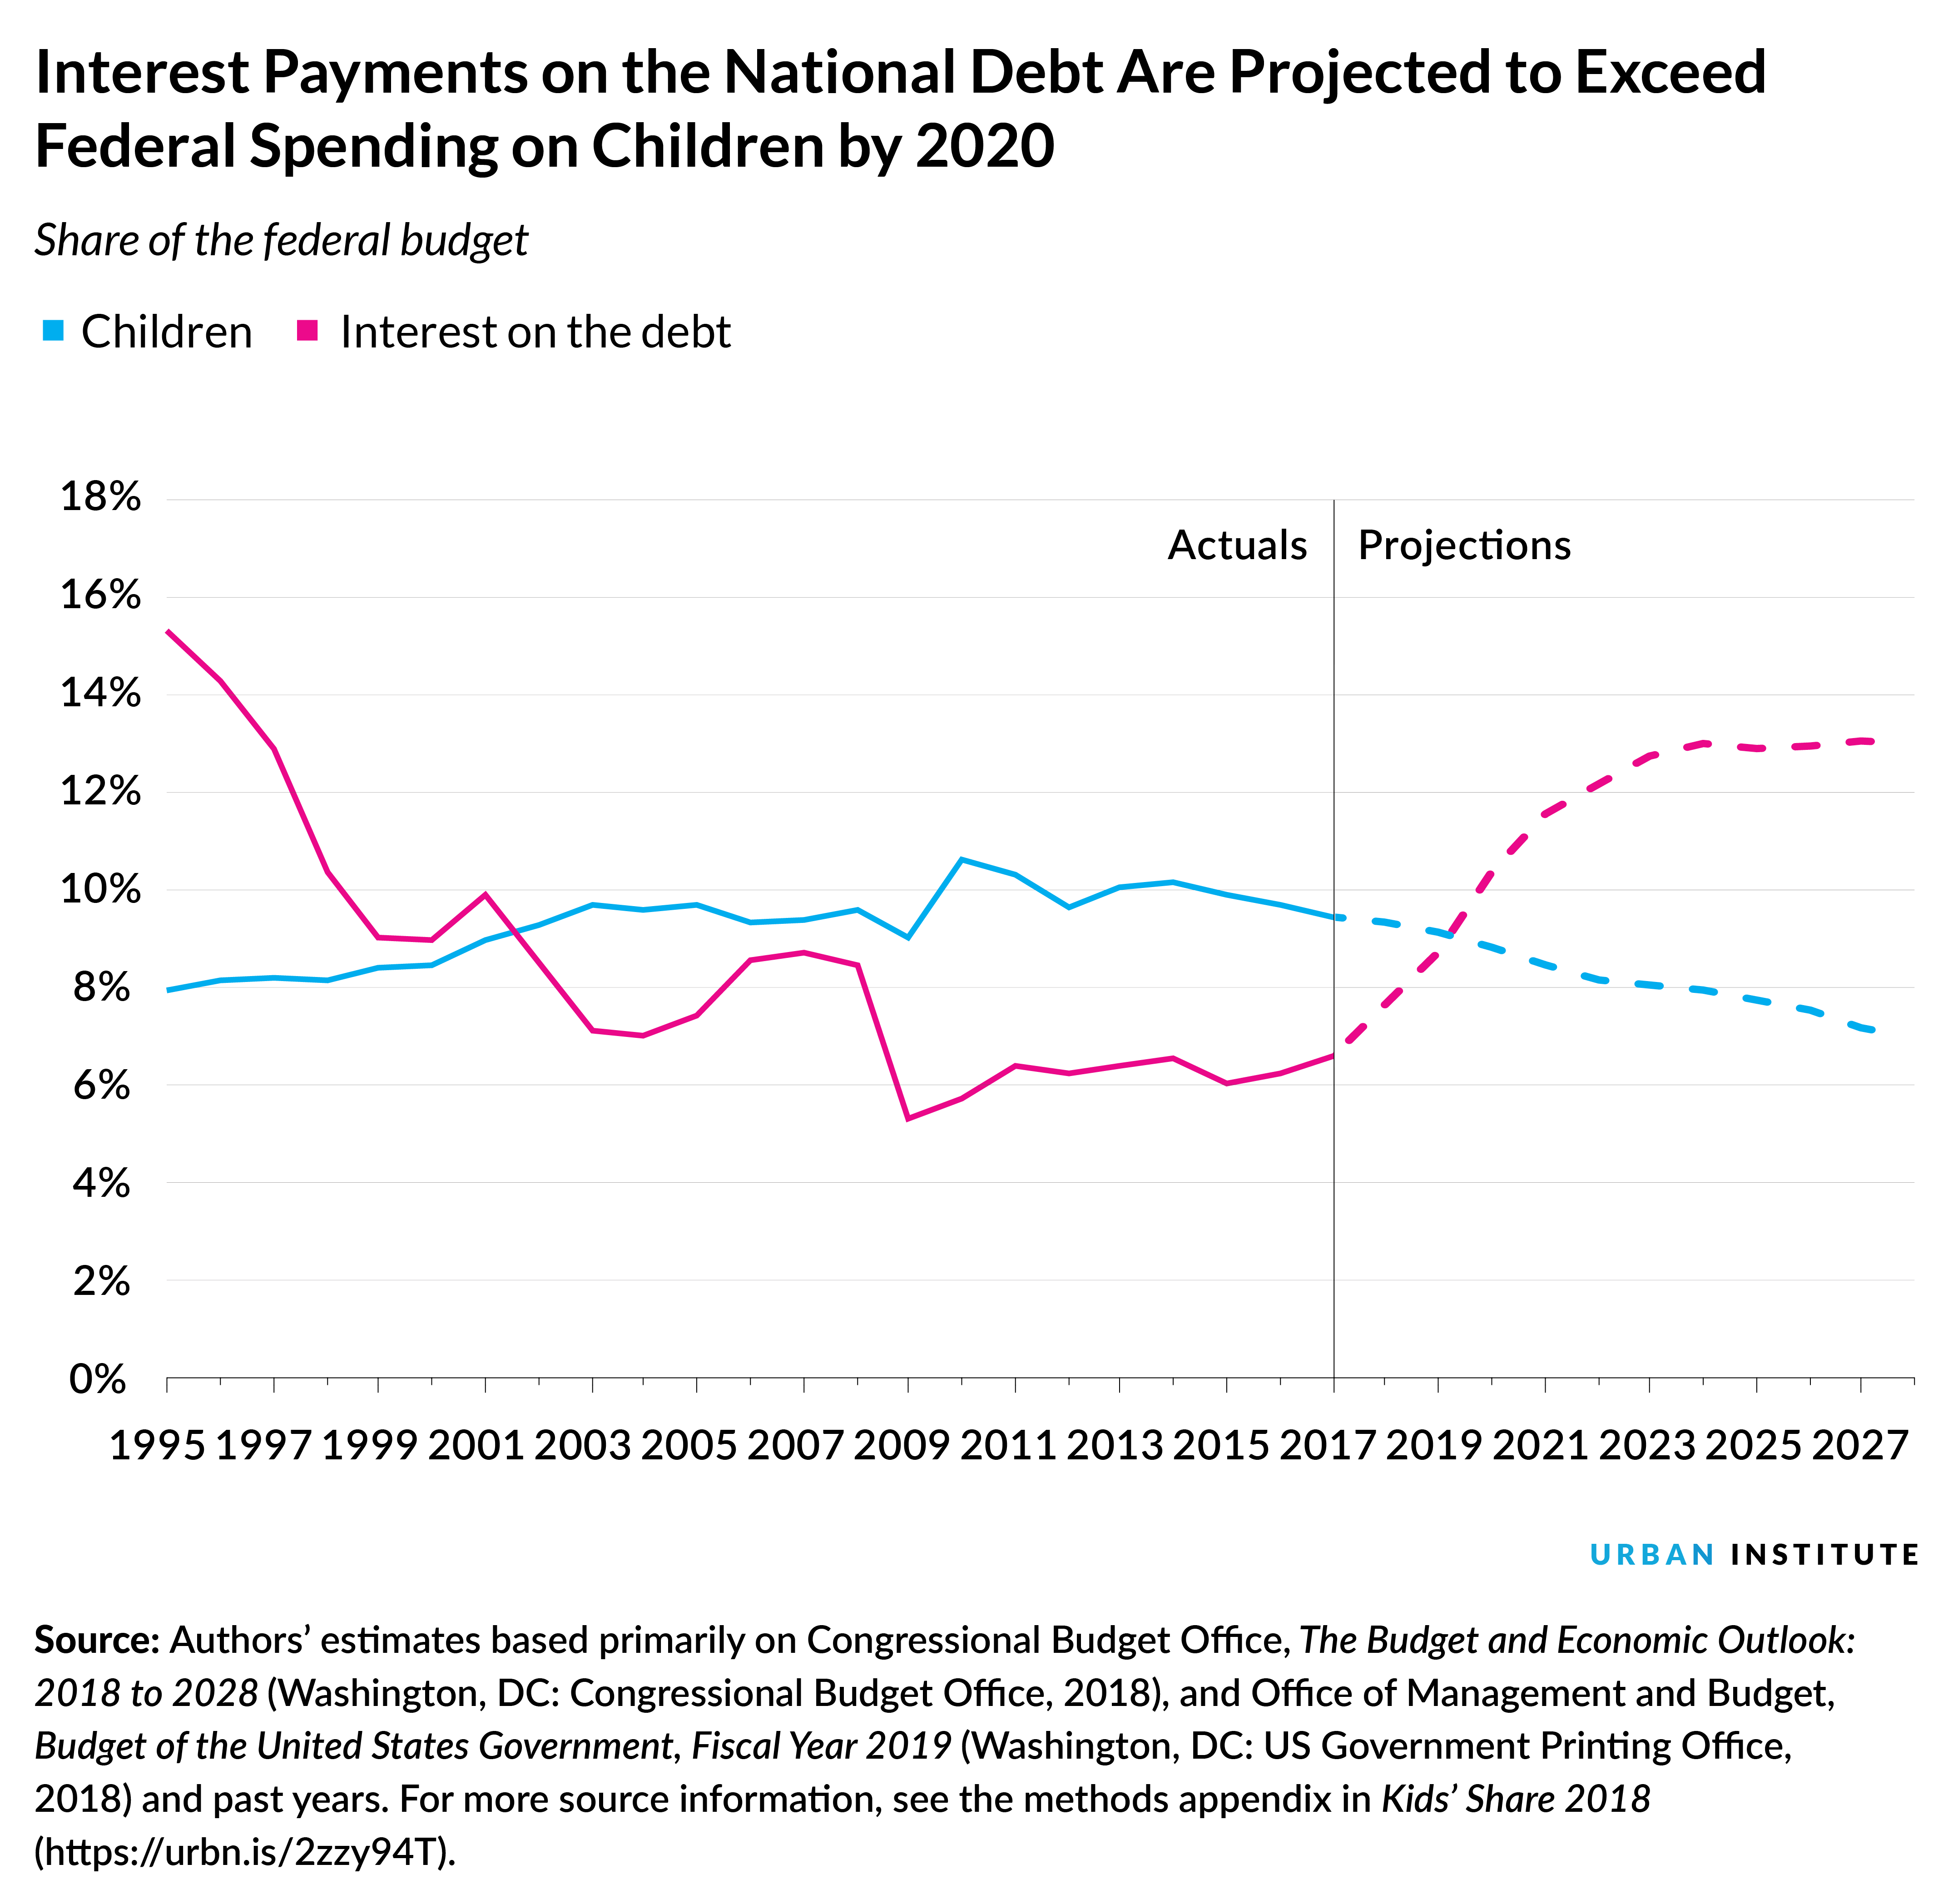 Interest Payments on the National Debt Are Projected to Exceed
Federal Spending on Children by 2020
Share of the federal budget
Children Interest on the debt
18%
Actuals Projections
16%
14%
12%
10%
8%
6%
4%
2%
0%
1995 1997 1999 2001 2003 2005 2007 2009 2011 2013 2015 2017 2019 2021 2023 2025 2027
URBAN INSTITUTE
Source: Authors’ estimates based primarily on Congressional Budget Office, The Budget and Economic Outlook:
2018 to 2028 (Washington, DC: Congressional Budget Office, 2018), and Office of Management and Budget,
Budget of the United States Government, Fiscal Year 2019 (Washington, DC: US Government Printing Office,
2018) and past years. For more source information, see the methods appendix in Kids’ Share 2018
(https://urbn.is/2zzy94T).